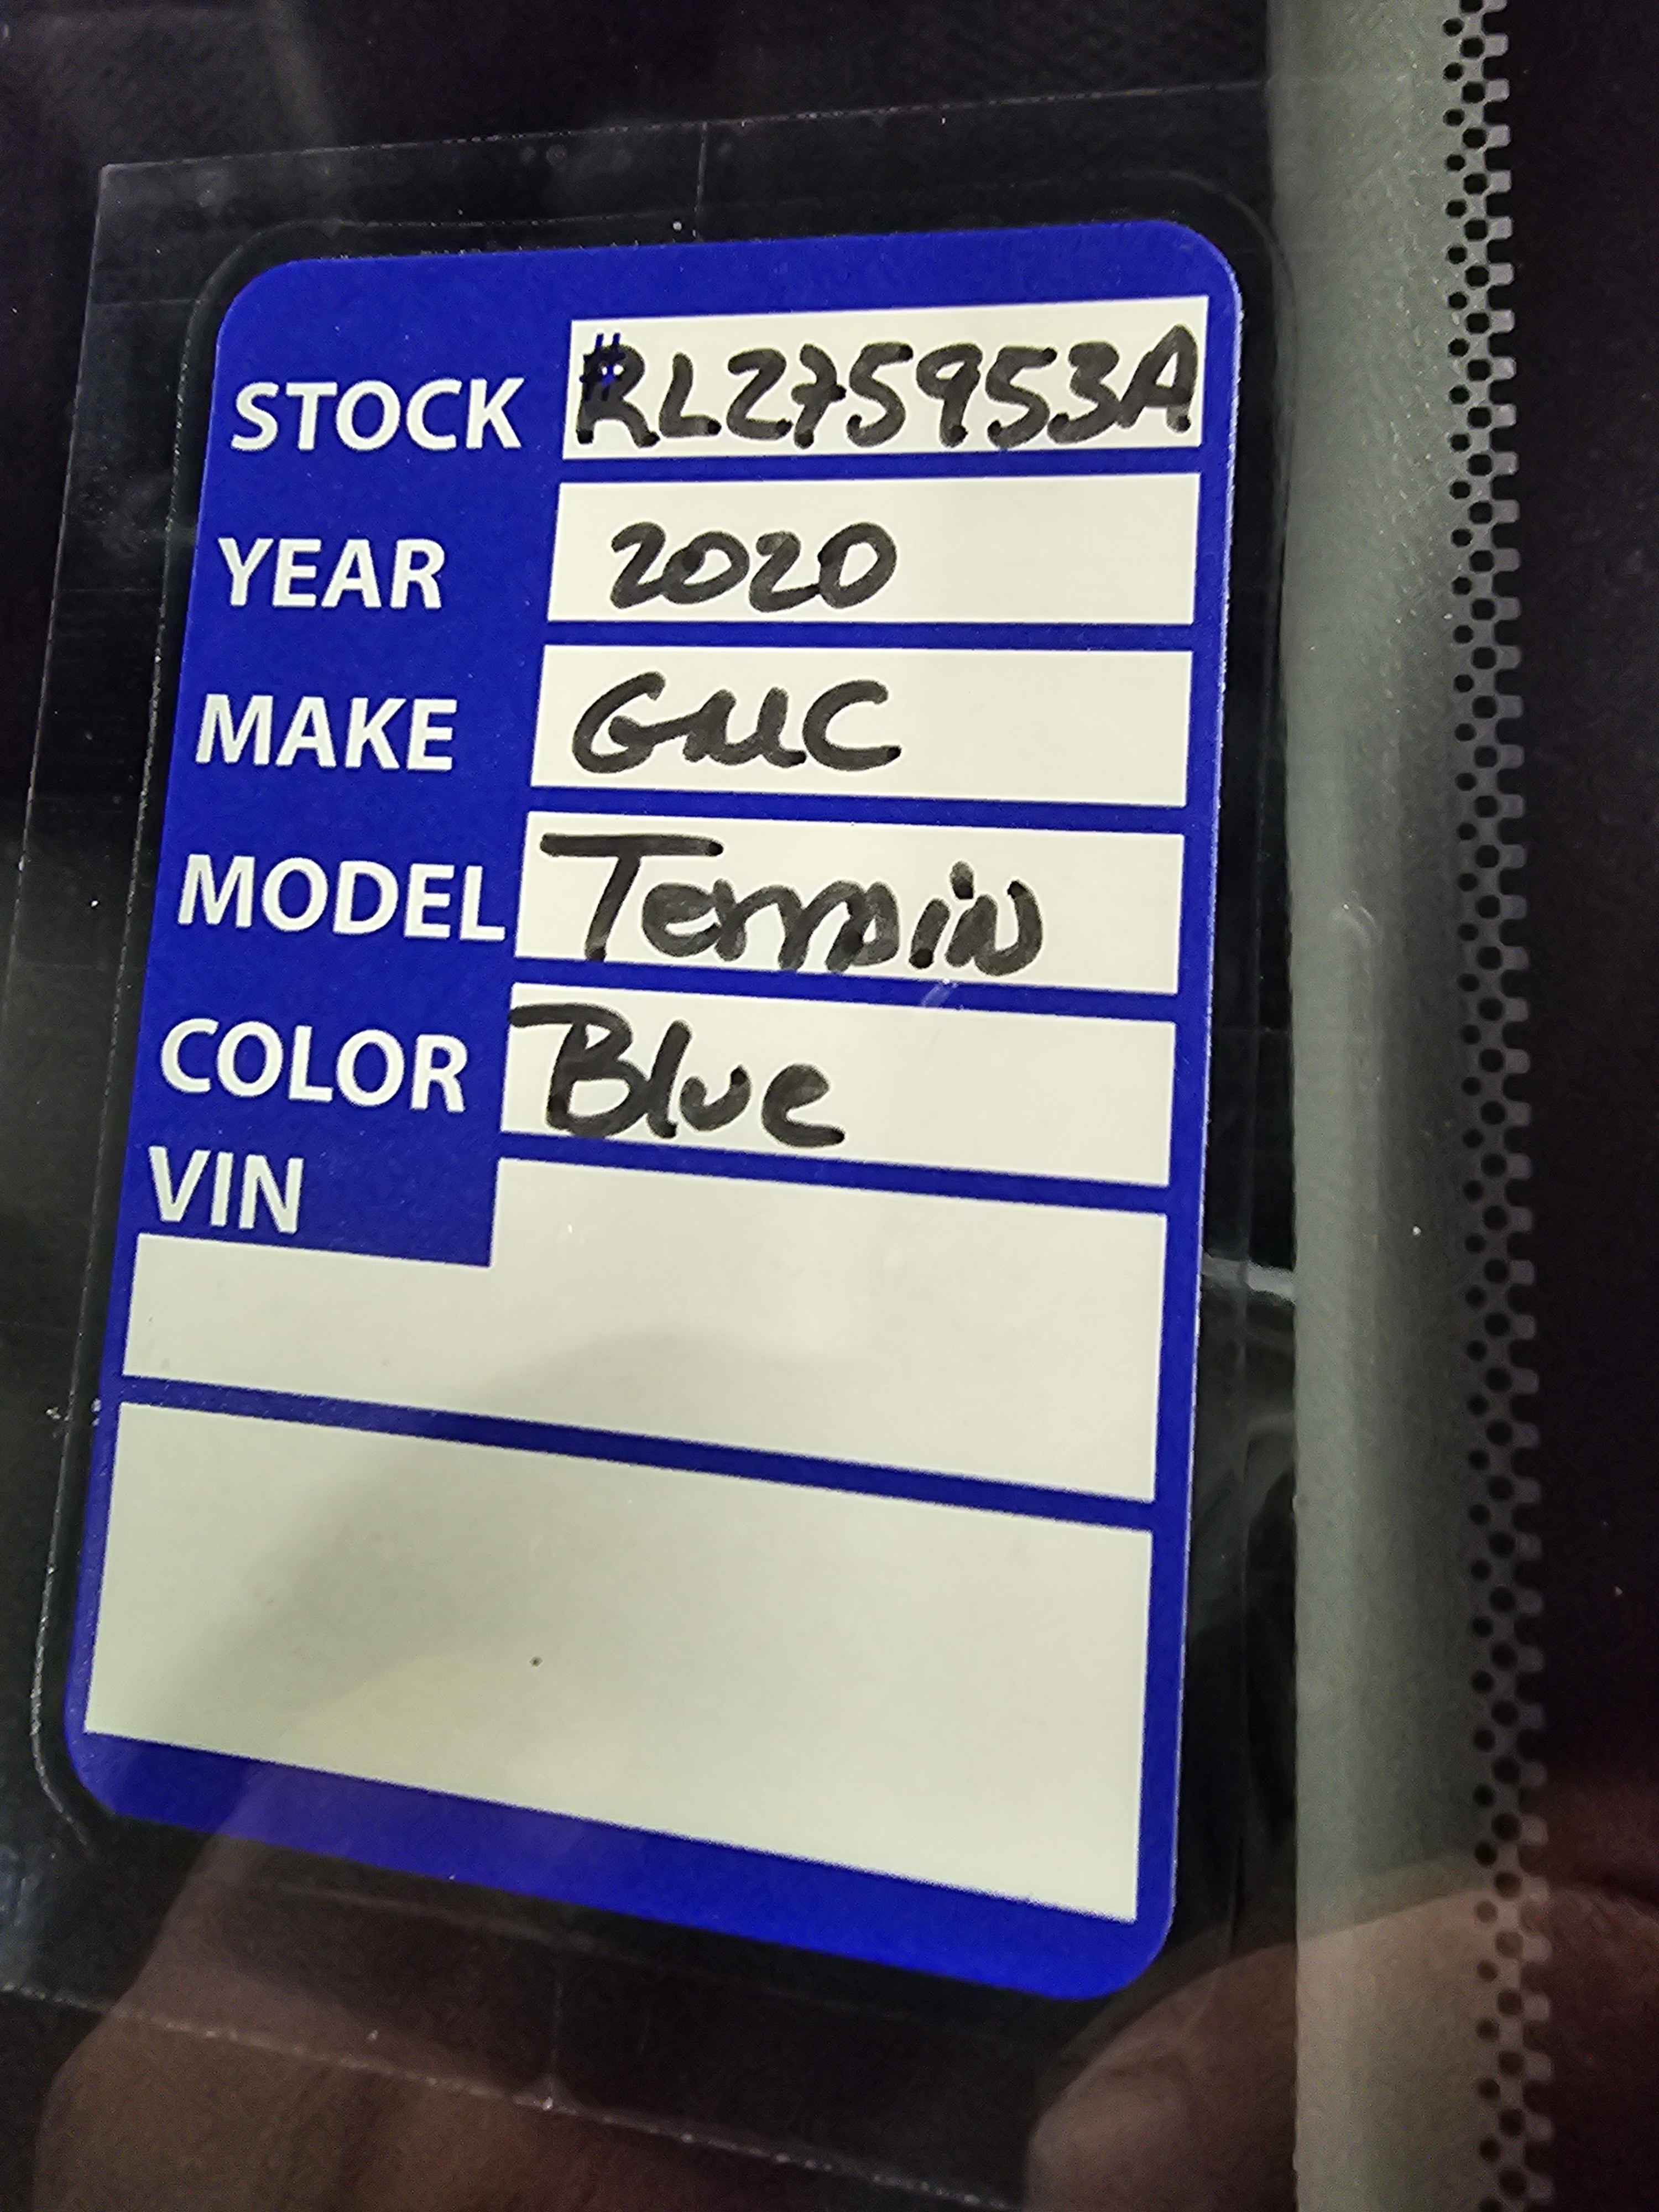 STOCK #RL275953A
YEAR 2020
MAKE GMC
MODEL Terrain
COLOR Blue
VIN